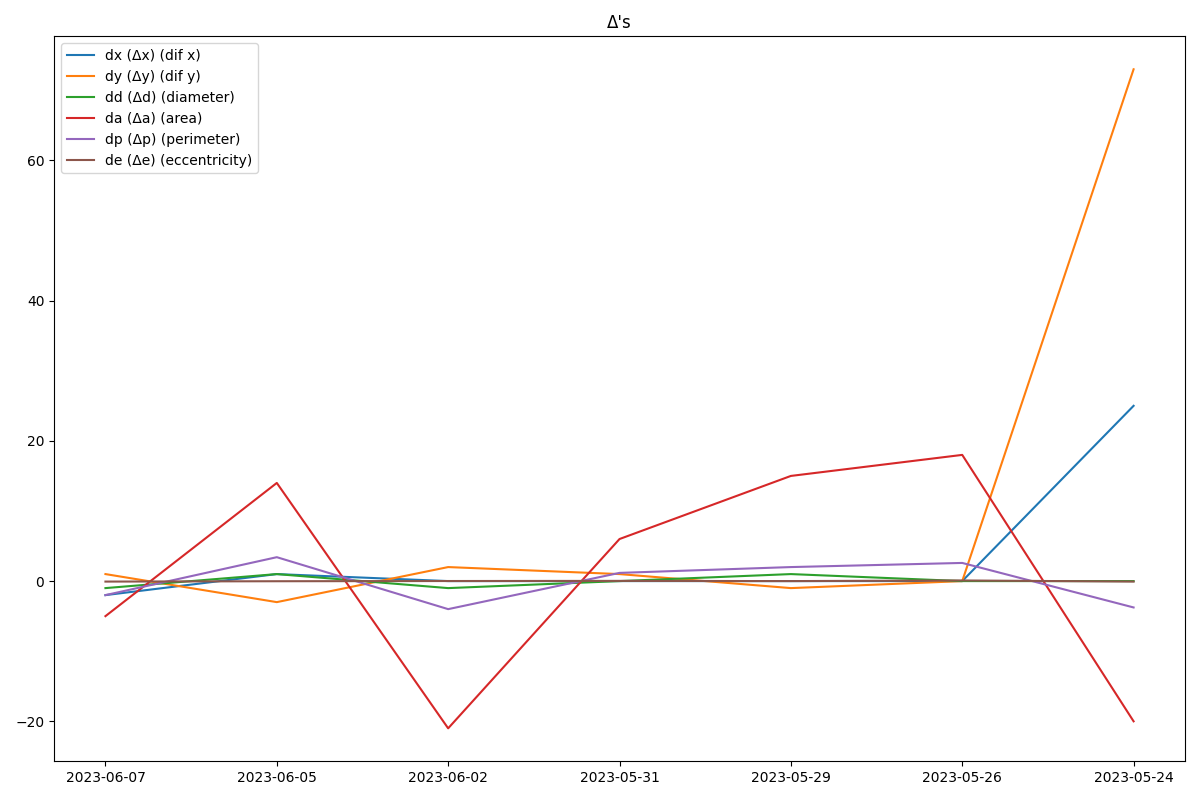 Δ's
dx (Δx) (dif x)
dy (Δy) (dif y)
dd (Δd) (diameter)
da (Δa) (area)
dp (Δp) (perimeter)
de (Δe) (eccentricity)
60
40
20
0
−20
2023-06-07 2023-06-05 2023-06-02 2023-05-31 2023-05-29 2023-05-26 2023-05-24